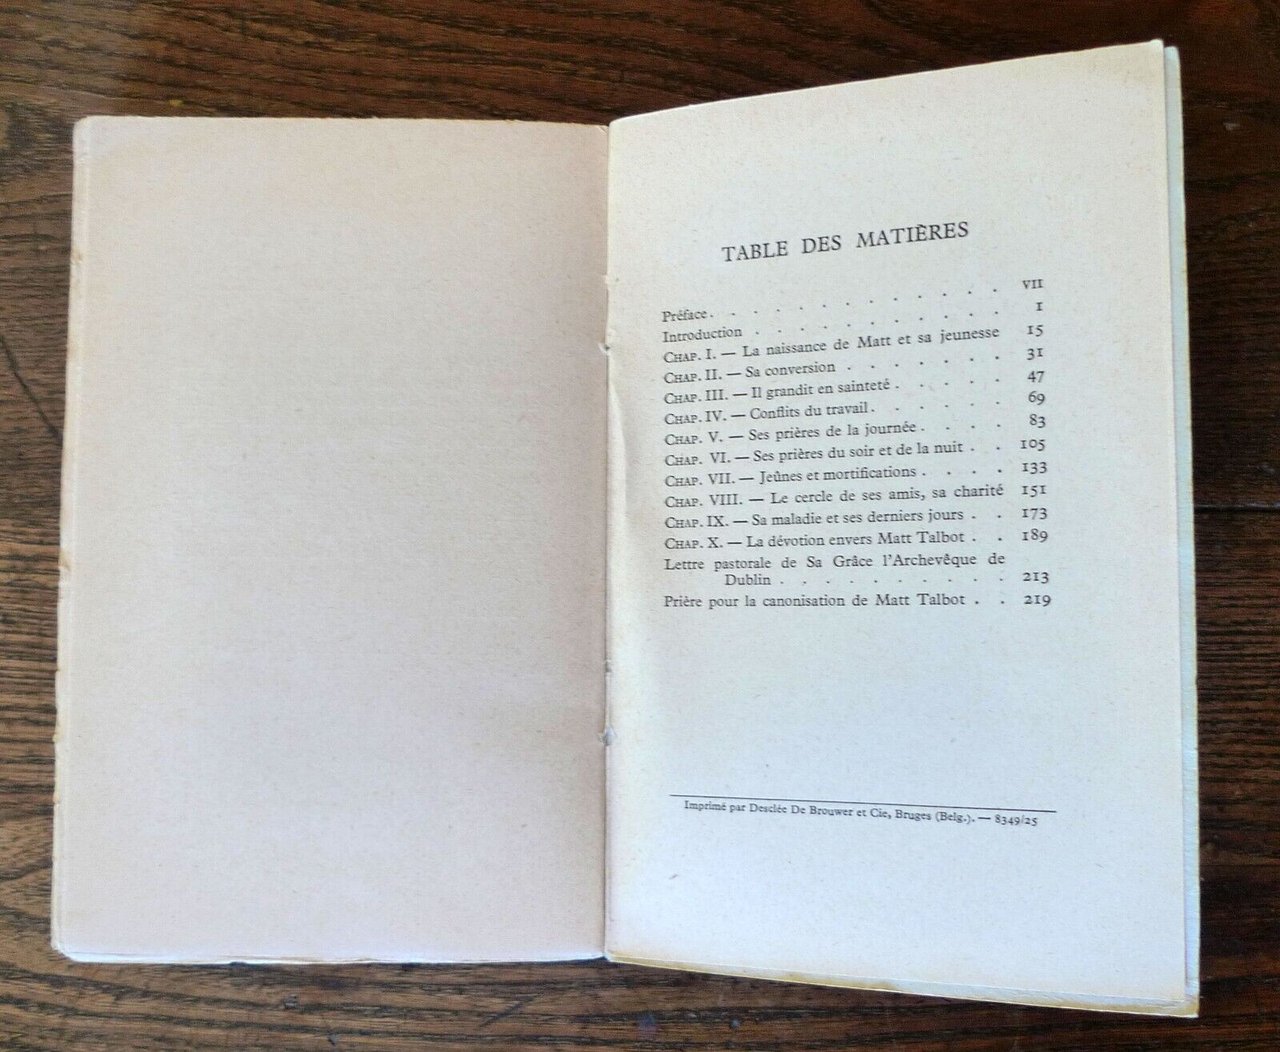 TABLE DES MATIÈRES
Préface . . . . . . . . . . . . . VII
Introduction . . . . . . . . . . . 1
CHAP. I. — La naissance de Matt et sa jeunesse 15
CHAP. II. — Sa conversion . . . . . . . 31
CHAP. III. — Il grandit en sainteté . . . . . 47
CHAP. IV. — Conflits du travail . . . . . . 69
CHAP. V. — Ses prières de la journée . . . . 83
CHAP. VI. — Ses prières du soir et de la nuit . . 105
CHAP. VII. — Jeûnes et mortifications . . . . 133
CHAP. VIII. — Le cercle de ses amis, sa charité 151
CHAP. IX. — Sa maladie et ses derniers jours . . 173
CHAP. X. — La dévotion envers Matt Talbot . . 189
Lettre pastorale de Sa Grâce l'Archevêque de
Dublin . . . . . . . . . . 213
Prière pour la canonisation de Matt Talbot . . 219
Imprimé par Desclée De Brouwer et Cie, Bruges (Belg.). — 8349/25